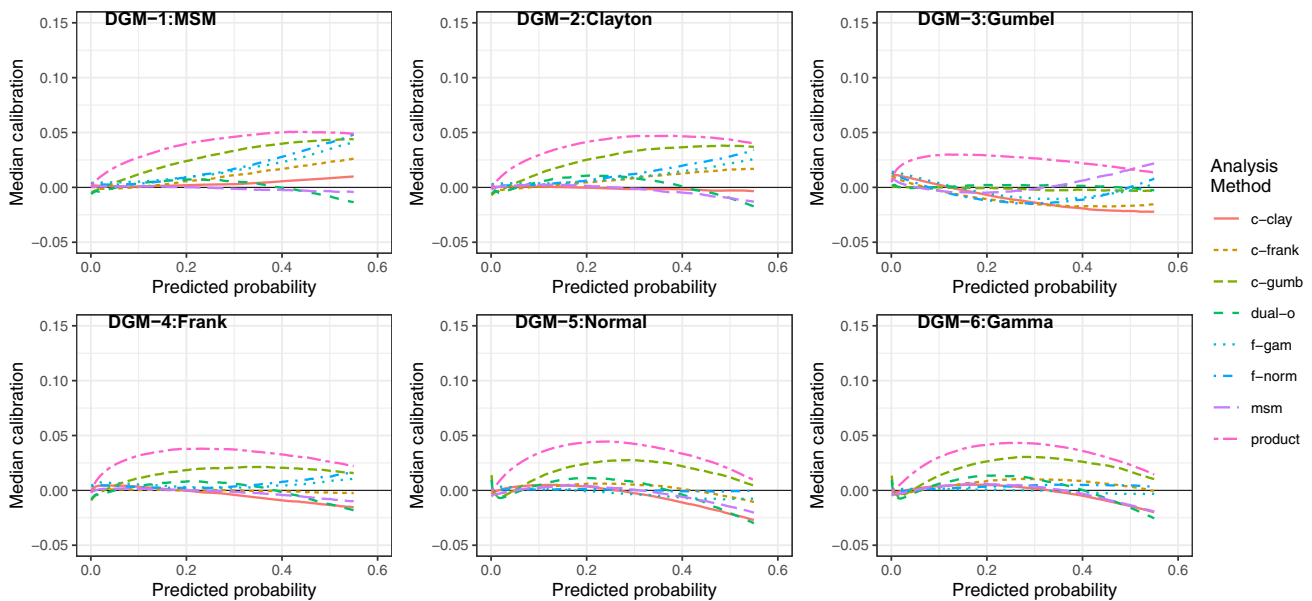 DGM−1:MSM
DGM−2:Clayton
DGM−3:Gumbel
0.15
0.10
0.05
0.00
−0.05
Median calibration
0.0 0.2 0.4 0.6
Predicted probability
0.15
0.10
0.05
0.00
−0.05
Median calibration
0.0 0.2 0.4 0.6
Predicted probability
0.15
0.10
0.05
0.00
−0.05
Median calibration
0.0 0.2 0.4 0.6
Predicted probability
DGM−4:Frank
DGM−5:Normal
DGM−6:Gamma
0.15
0.10
0.05
0.00
−0.05
Median calibration
0.0 0.2 0.4 0.6
Predicted probability
0.15
0.10
0.05
0.00
−0.05
Median calibration
0.0 0.2 0.4 0.6
Predicted probability
0.15
0.10
0.05
0.00
−0.05
Median calibration
0.0 0.2 0.4 0.6
Predicted probability
Analysis
Method
c−clay
c−frank
c−gumb
dual−o
f−gam
f−norm
msm
product